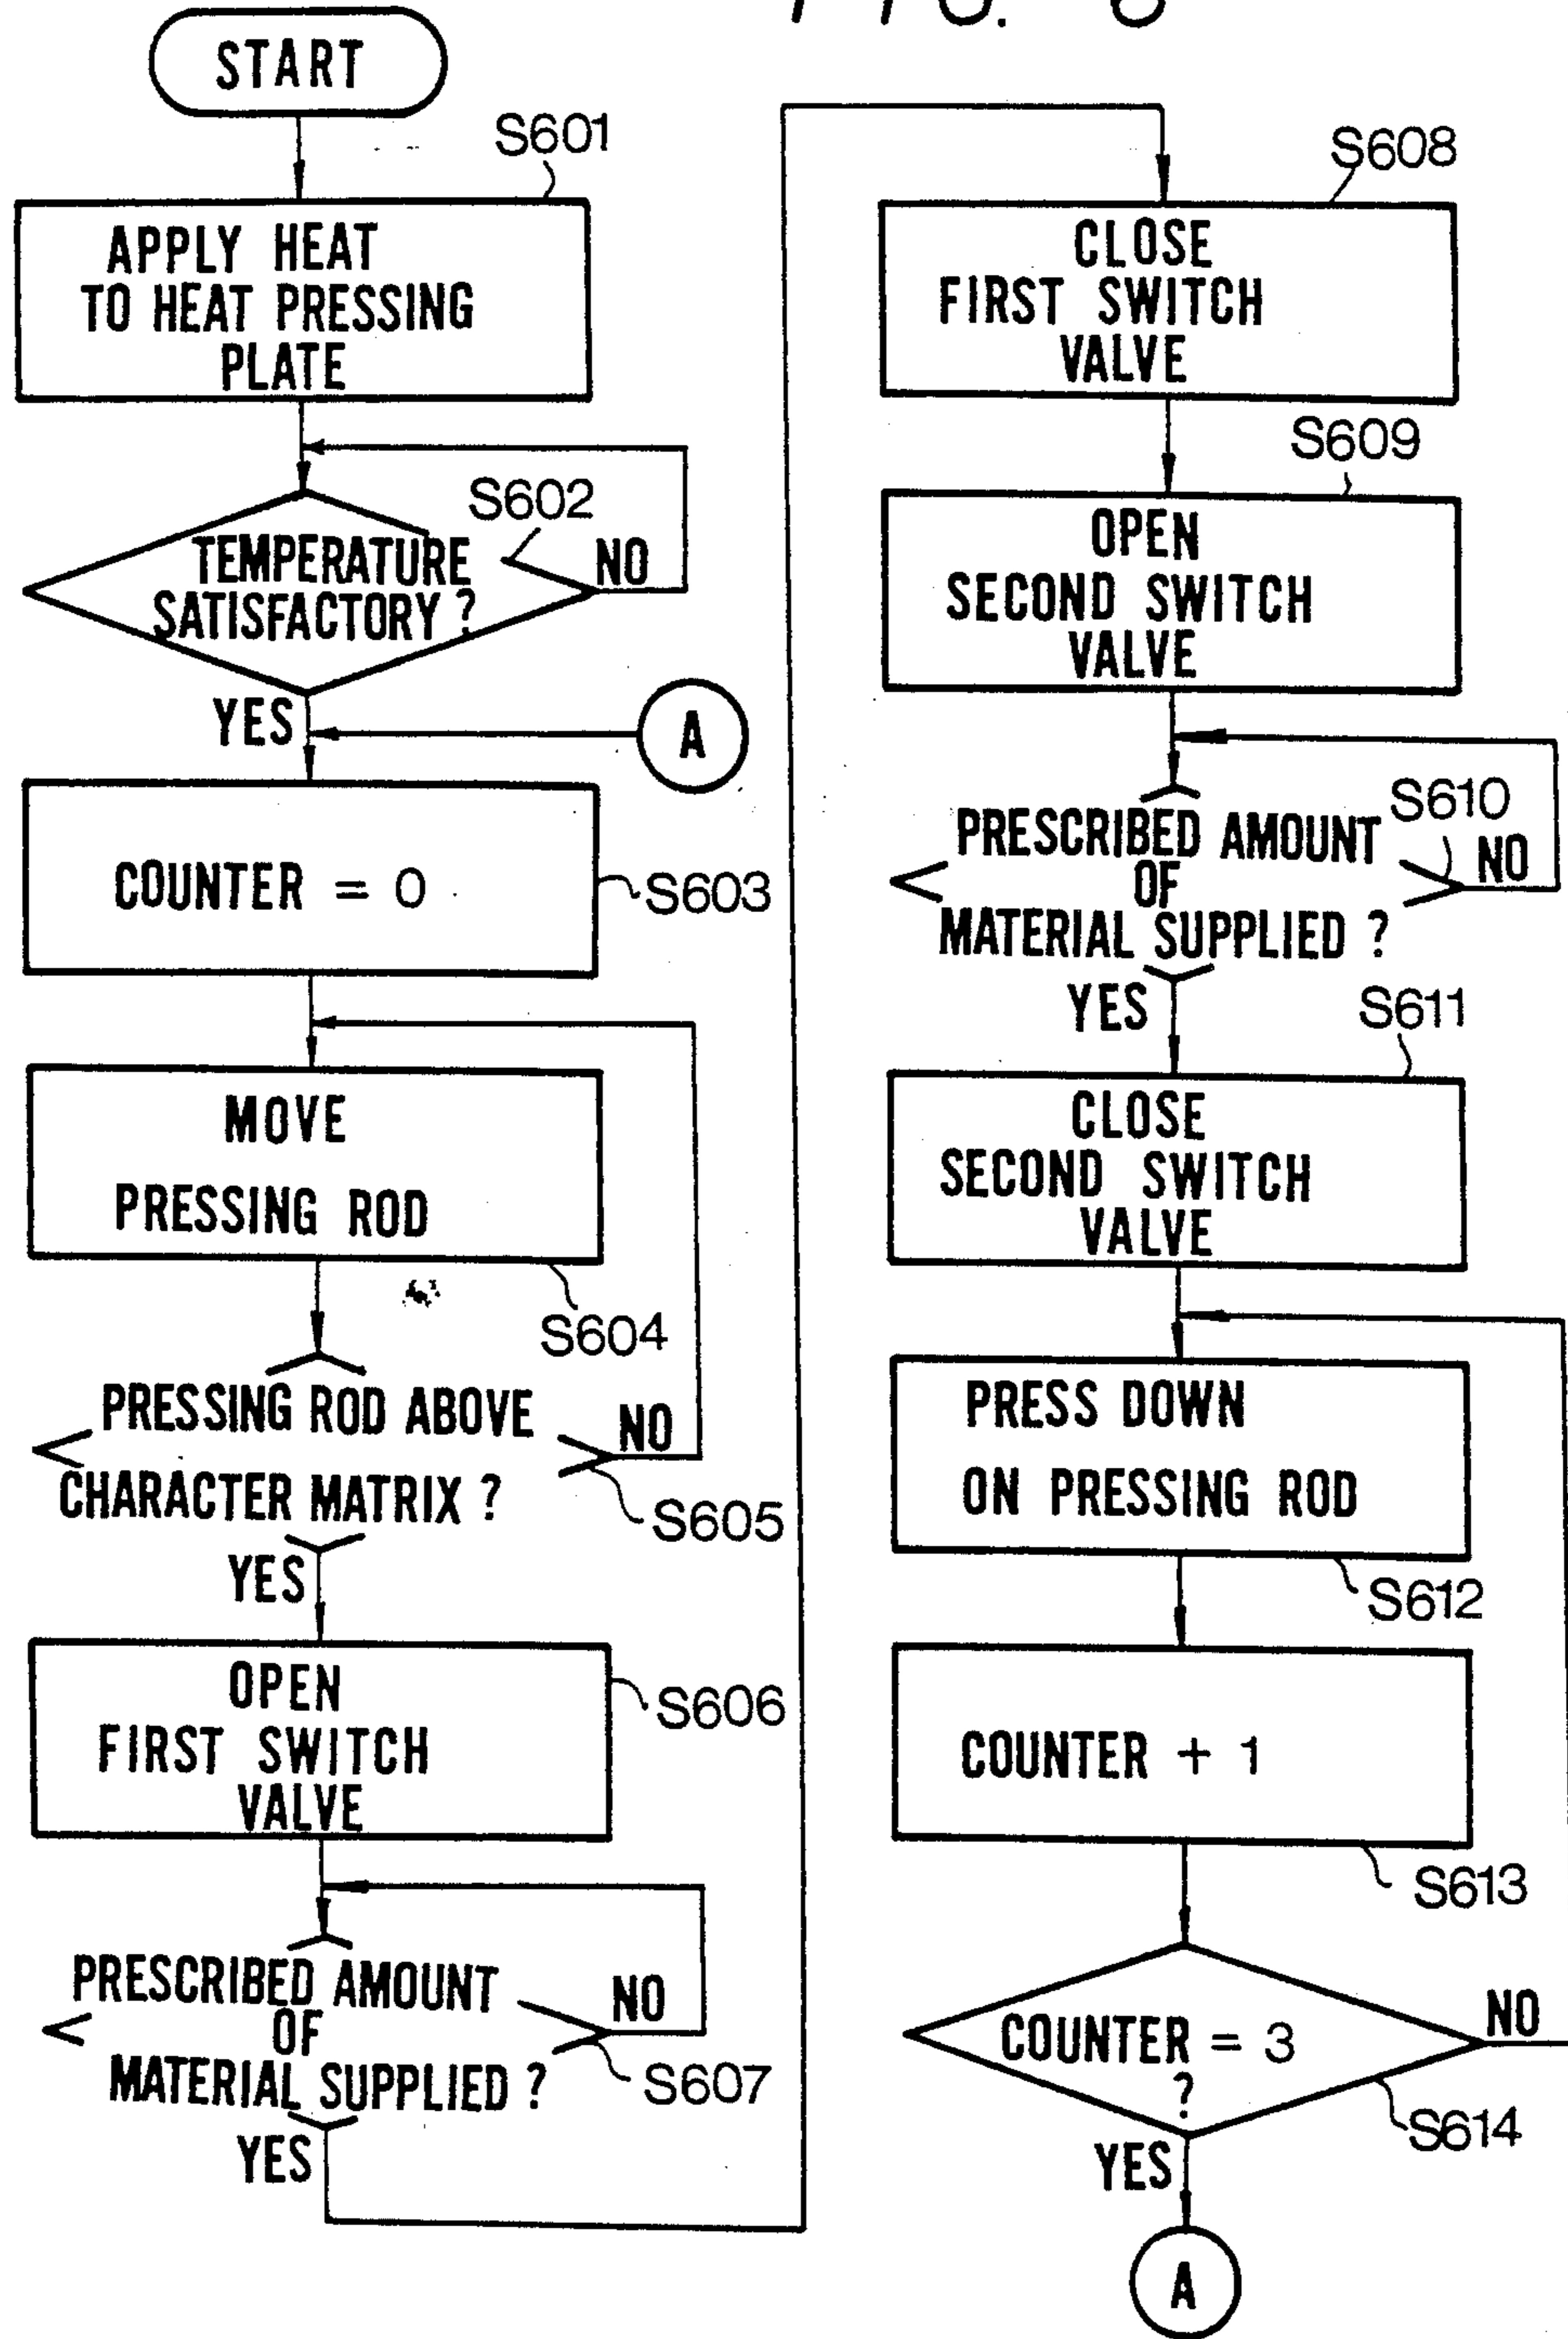 START
S601
APPLY HEAT
TO HEAT PRESSING
PLATE
S602
TEMPERATURE
SATISFACTORY ?
NO
YES
A
COUNTER = 0
S603
MOVE
PRESSING ROD
S604
PRESSING ROD ABOVE
CHARACTER MATRIX ?
NO
S605
YES
OPEN
FIRST SWITCH
VALVE
S606
PRESCRIBED AMOUNT
OF
MATERIAL SUPPLIED ?
NO
S607
YES
S608
CLOSE
FIRST SWITCH
VALVE
S609
OPEN
SECOND SWITCH
VALVE
S610
PRESCRIBED AMOUNT
OF
MATERIAL SUPPLIED ?
NO
YES
S611
CLOSE
SECOND SWITCH
VALVE
PRESS DOWN
ON PRESSING ROD
S612
COUNTER + 1
S613
COUNTER = 3
?
NO
S614
YES
A